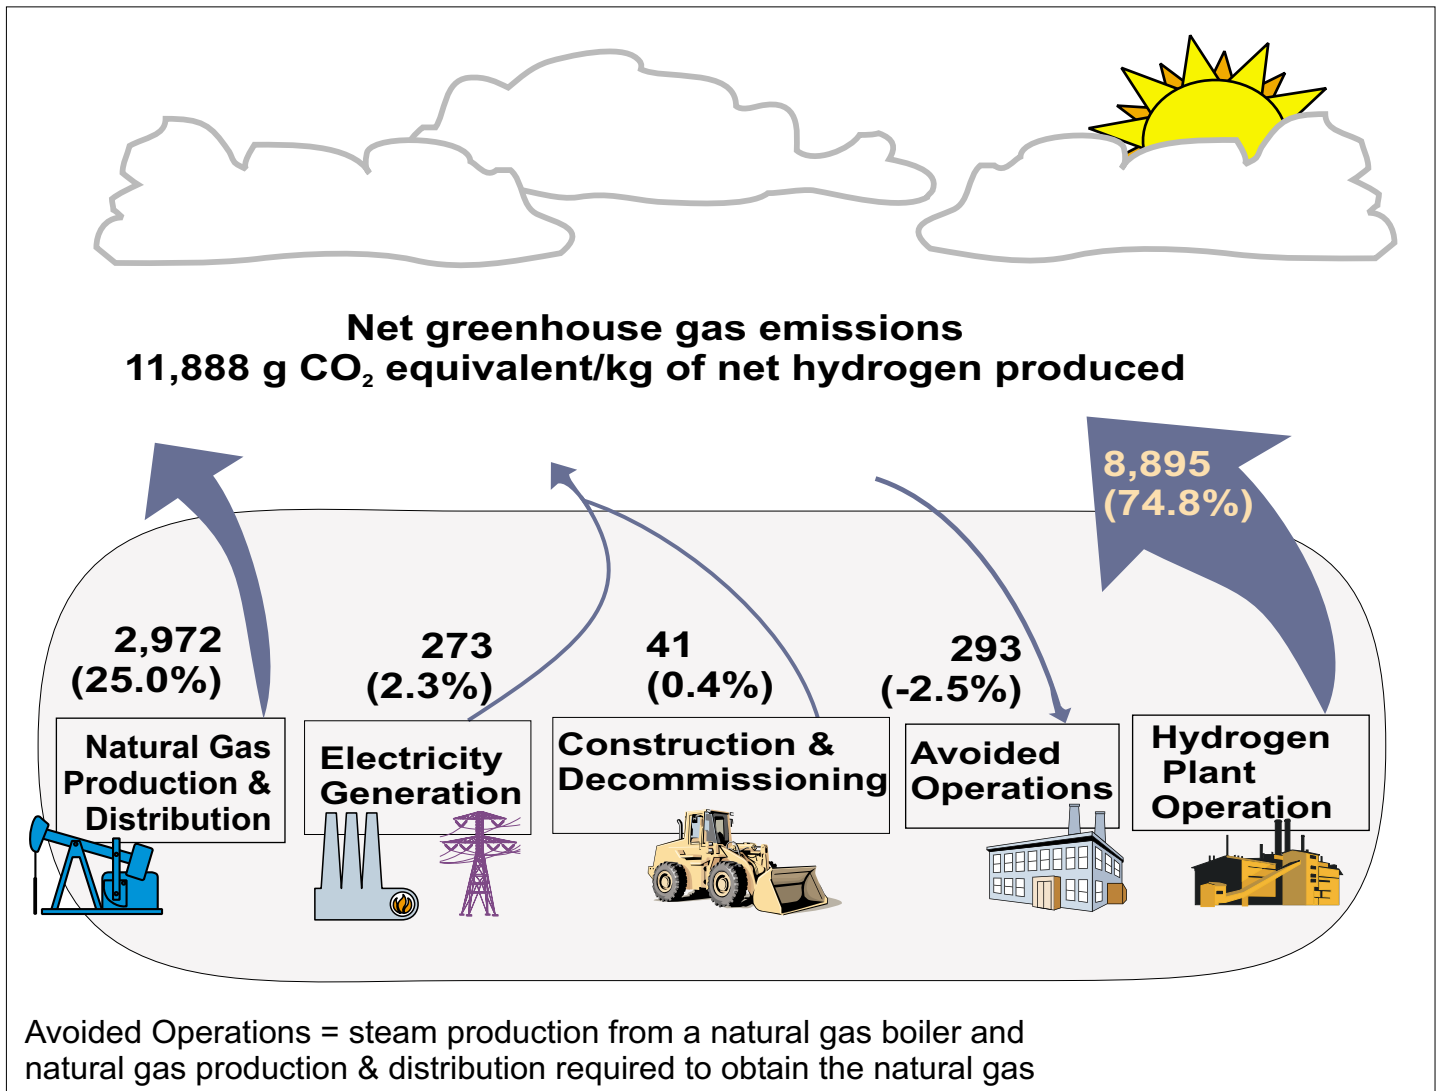 Net greenhouse gas emissions
11,888 g CO₂ equivalent/kg of net hydrogen produced
8,895
(74.8%)
2,972
(25.0%)
273
(2.3%)
41
(0.4%)
293
(-2.5%)
Natural Gas
Production &
Distribution
Electricity
Generation
Construction &
Decommissioning
Avoided
Operations
Hydrogen
Plant
Operation
Avoided Operations = steam production from a natural gas boiler and
natural gas production & distribution required to obtain the natural gas